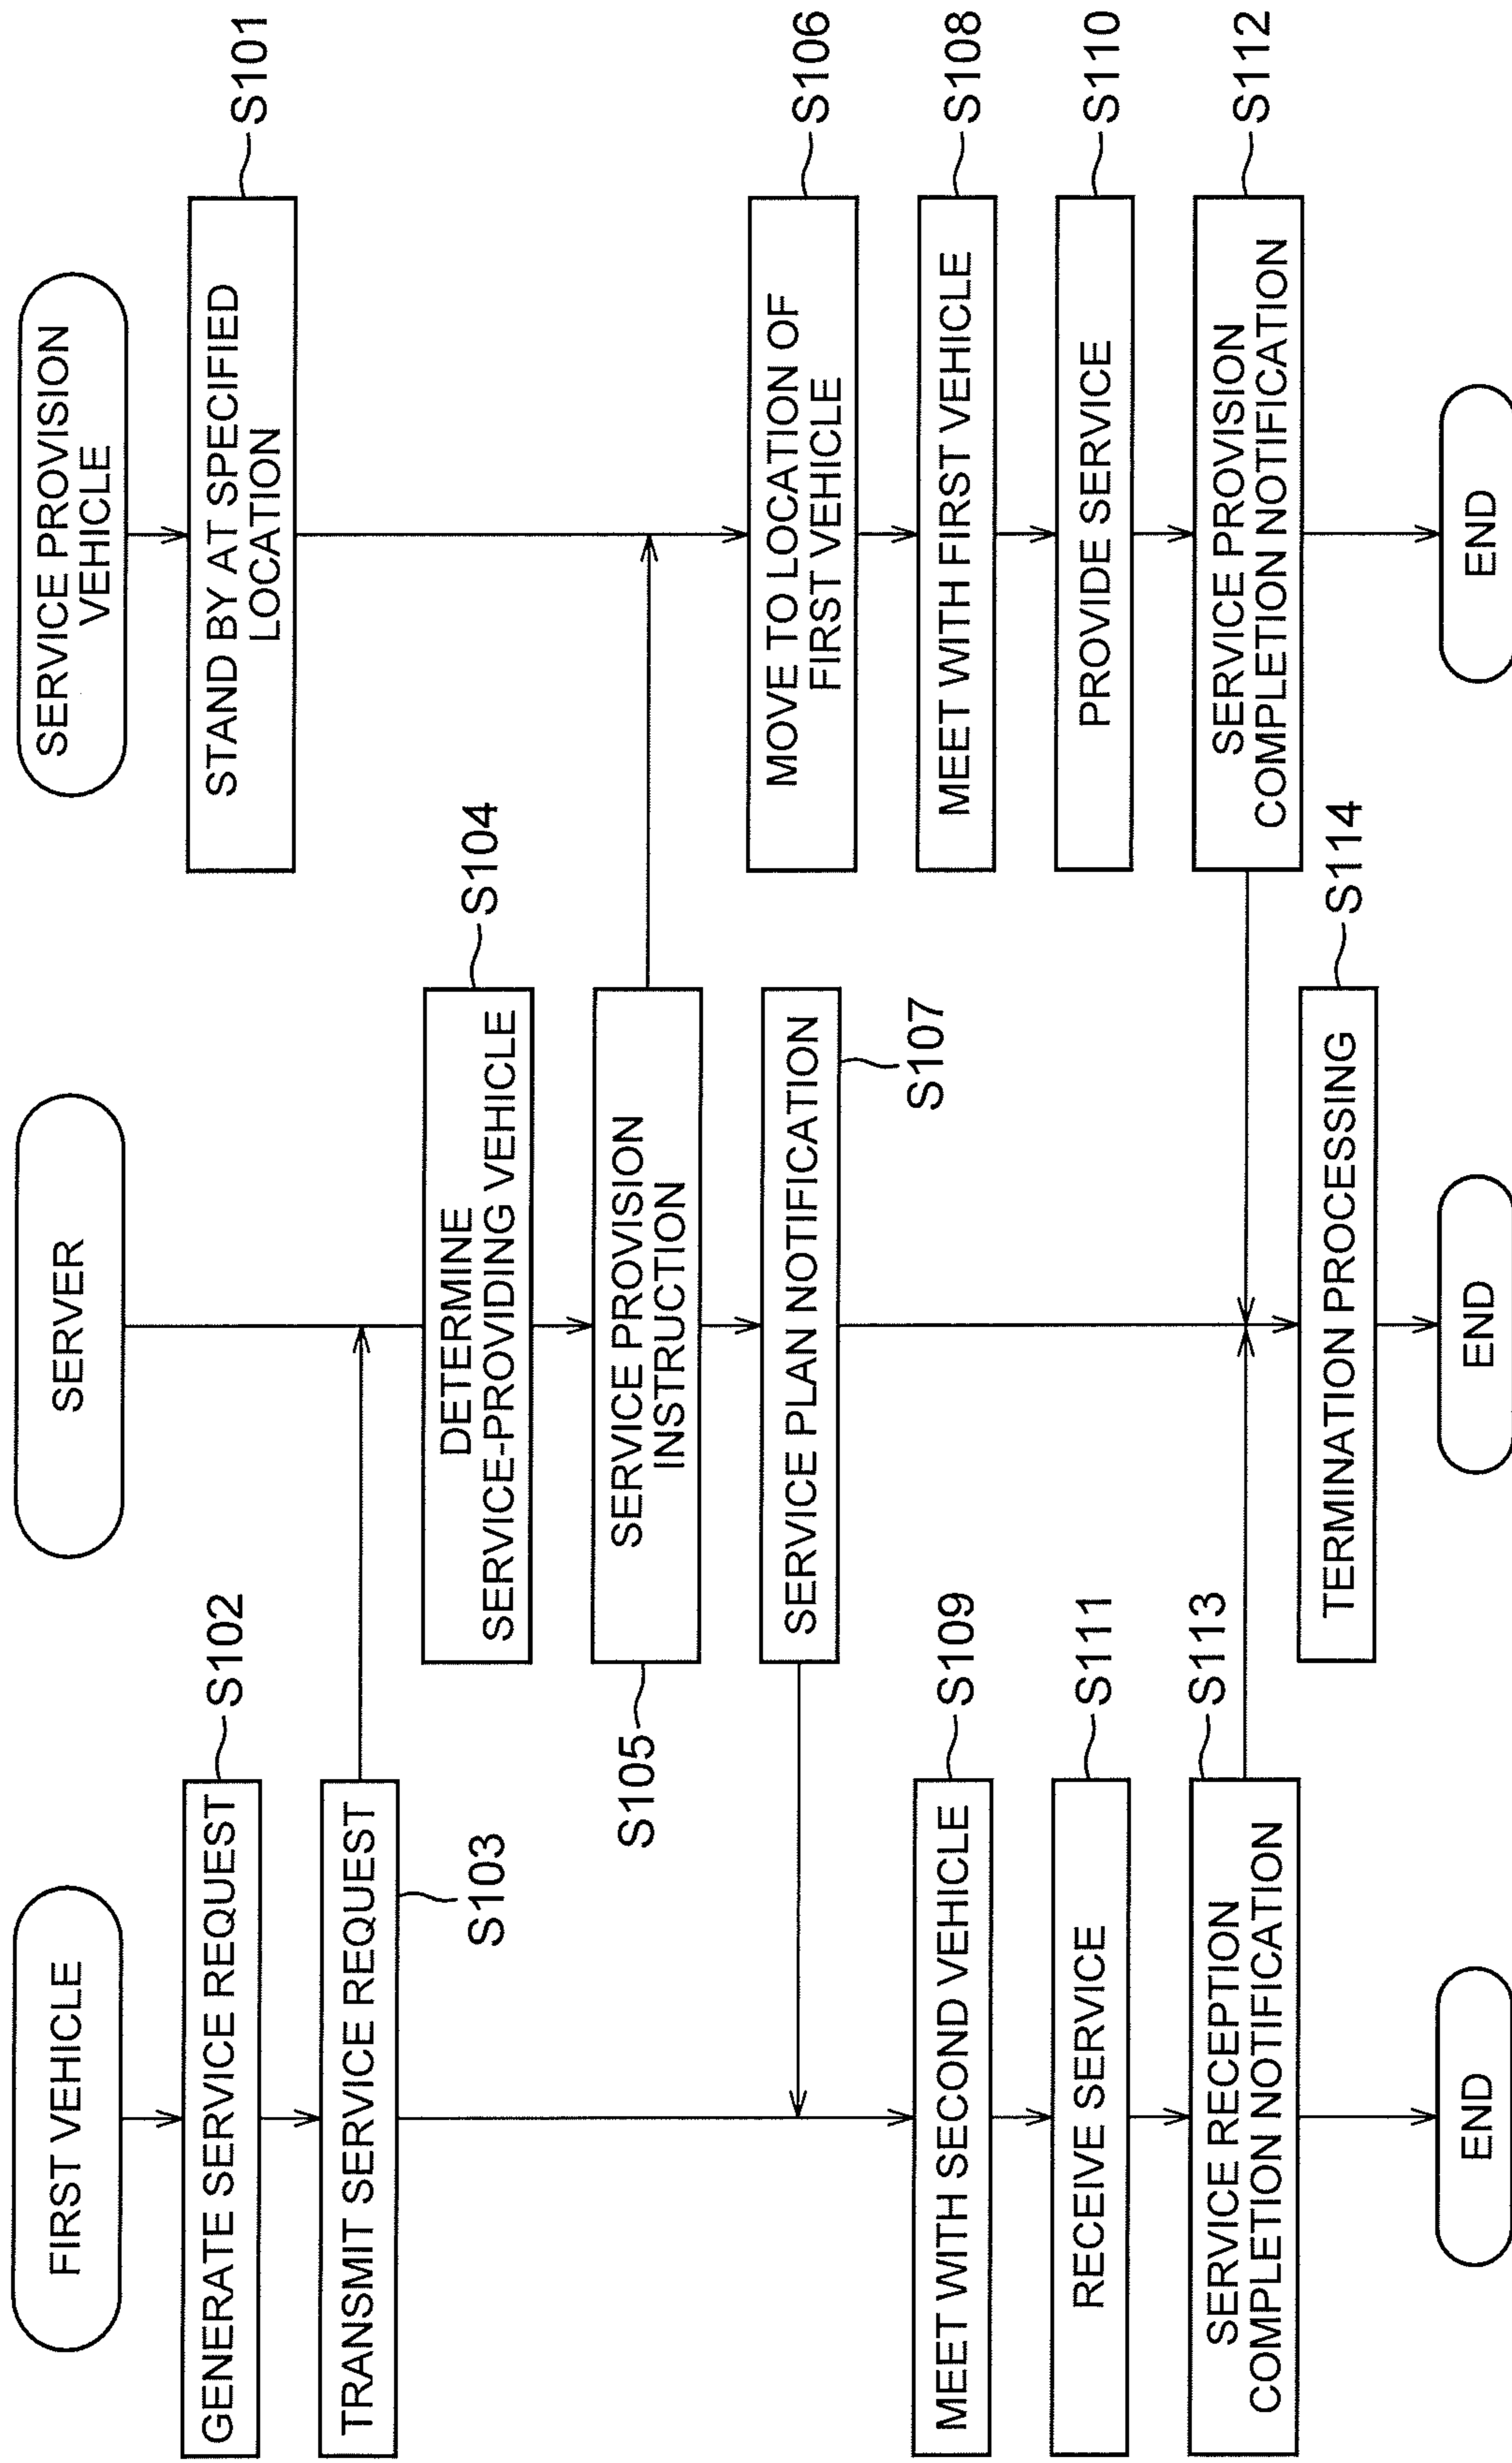 FIRST VEHICLE
GENERATE SERVICE REQUEST
S102
TRANSMIT SERVICE REQUEST
S103
MEET WITH SECOND VEHICLE
S109
RECEIVE SERVICE
S111
SERVICE RECEPTION
COMPLETION NOTIFICATION
S113
END
SERVER
DETERMINE
SERVICE-PROVIDING VEHICLE
S104
SERVICE PROVISION
INSTRUCTION
S105
SERVICE PLAN NOTIFICATION
S107
TERMINATION PROCESSING
S114
END
SERVICE PROVISION
VEHICLE
STAND BY AT SPECIFIED
LOCATION
S101
MOVE TO LOCATION OF
FIRST VEHICLE
S106
MEET WITH FIRST VEHICLE
S108
PROVIDE SERVICE
S110
SERVICE PROVISION
COMPLETION NOTIFICATION
S112
END